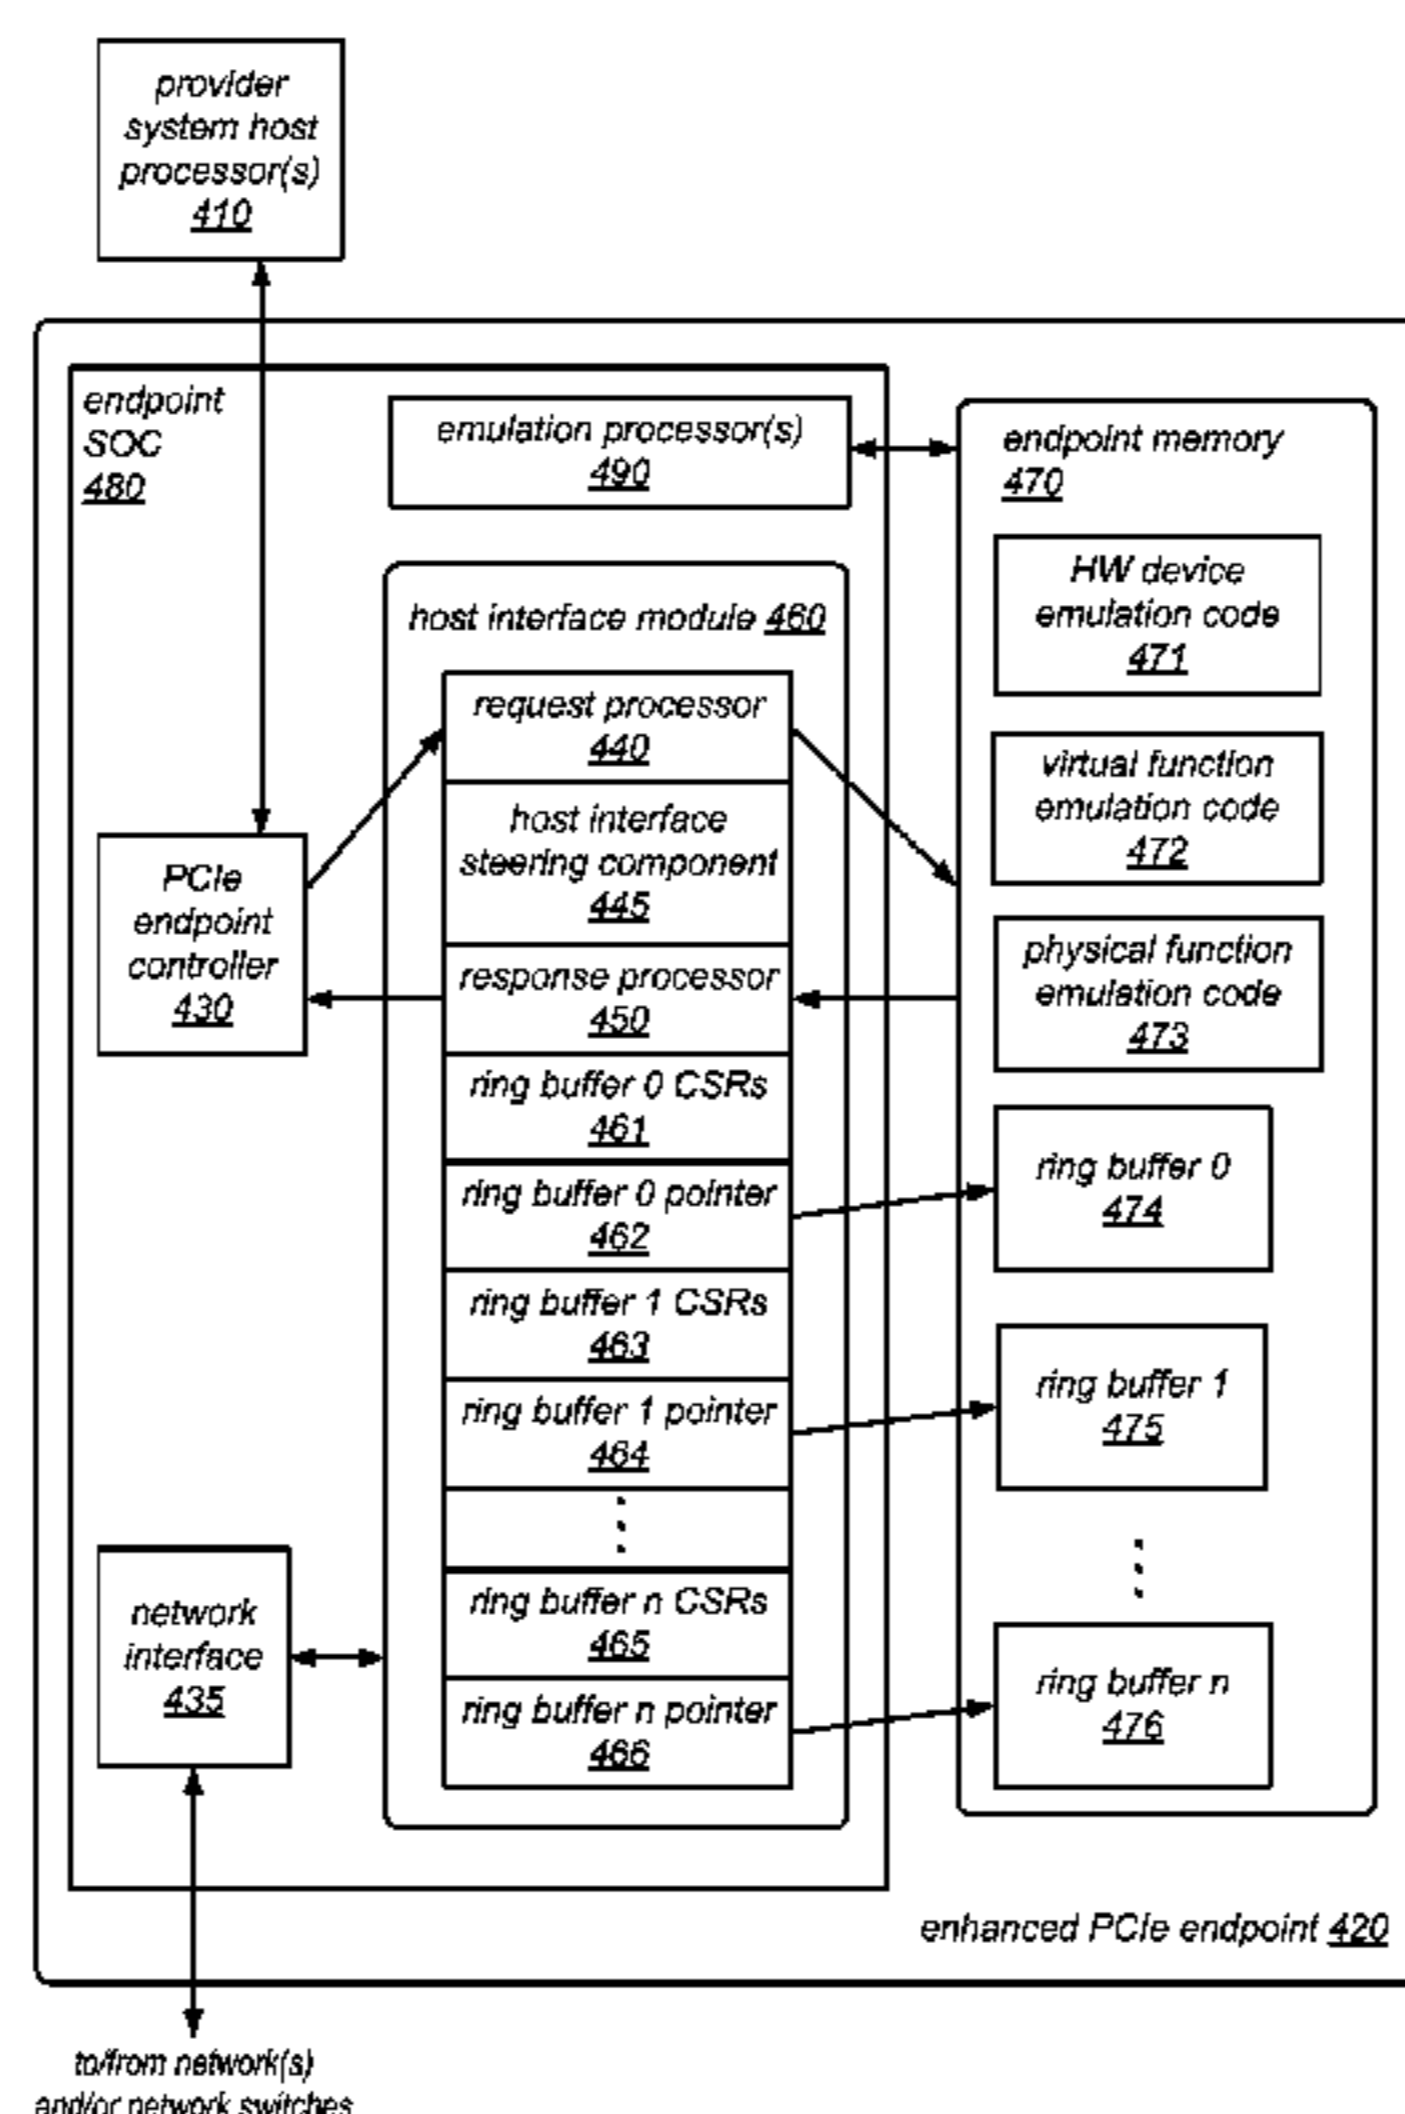 provider
system host
processor(s)
410
endpoint
SOC
480
emulation processor(s)
490
endpoint memory
470
HW device
emulation code
471
host interface module 460
request processor
440
virtual function
emulation code
472
host interface
steering component
445
PCIe
endpoint
controller
430
physical function
emulation code
473
response processor
450
ring buffer 0 CSRs
461
ring buffer 0 pointer
462
ring buffer 0
474
ring buffer 1 CSRs
463
ring buffer 1 pointer
464
ring buffer 1
475
network
interface
435
ring buffer n CSRs
465
ring buffer n pointer
466
ring buffer n
476
enhanced PCIe endpoint 420
to/from network(s)
and/or network switches